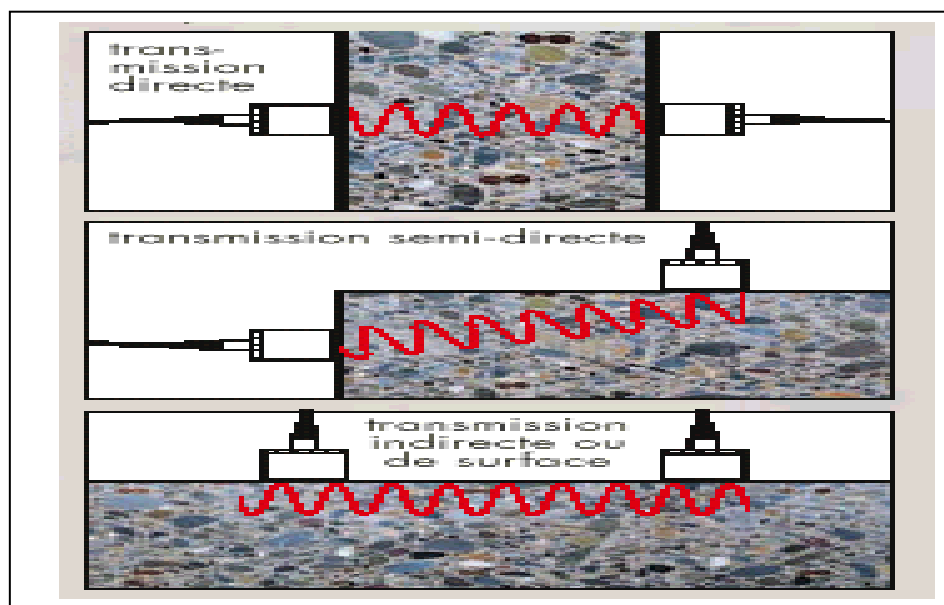 trans-
mission
directe
transmission semi-directe
transmission
indirecte ou
de surface